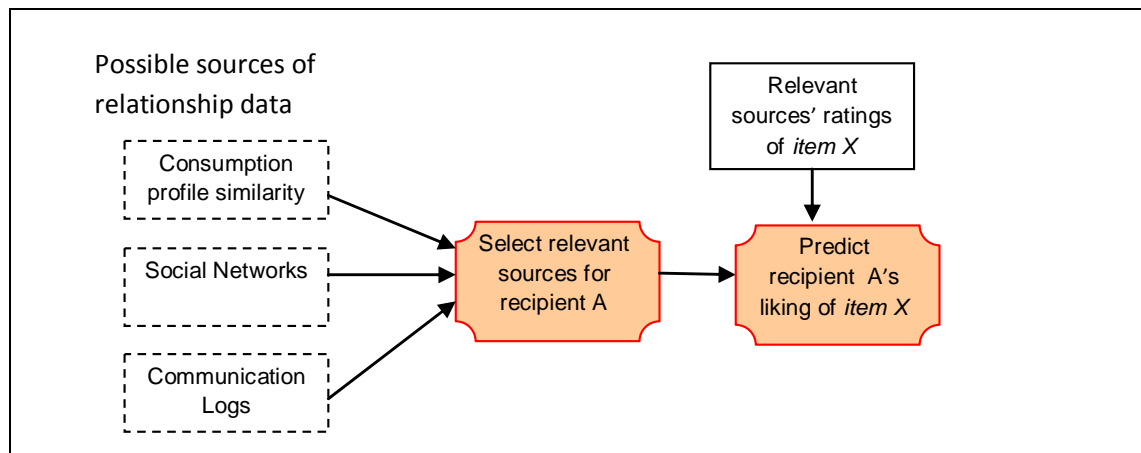 Possible sources of
relationship data
Consumption
profile similarity
Social Networks
Communication
Logs
Select relevant
sources for
recipient A
Relevant
sources' ratings
of item X
Predict
recipient A's
liking of item X